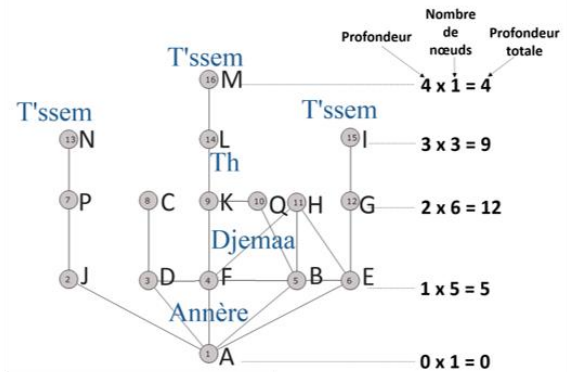 Nombre
de
nœuds
Profondeur
Profondeur
totale
T'ssem
16 M
4 x 1 = 4
T'ssem
T'ssem
13 N
14 L
15 I
3 x 3 = 9
Th
7 P
8 C
9 K
10 Q
11 H
12 G
2 x 6 = 12
Djemaa
2 J
3 D
4 F
5 B
6 E
1 x 5 = 5
Annère
1 A
0 x 1 = 0